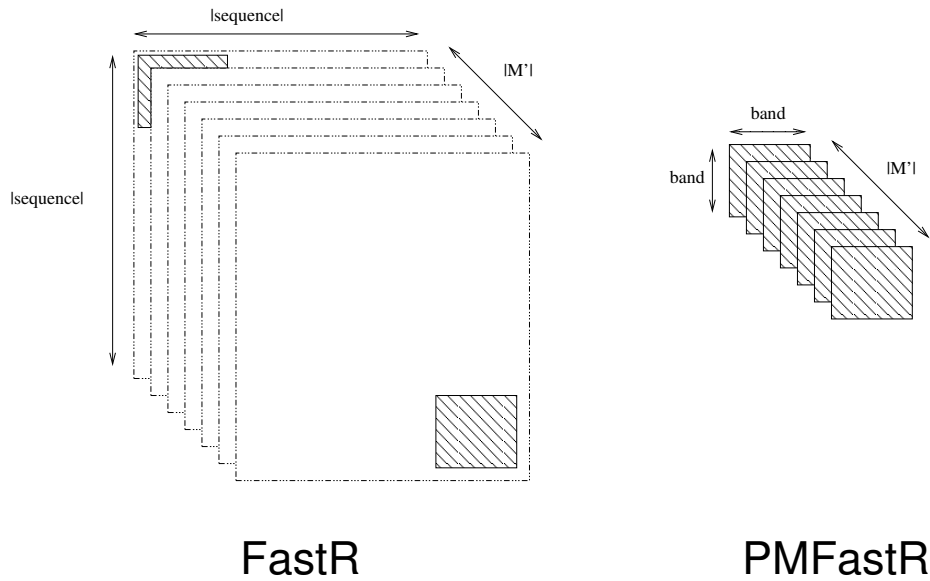 |sequence|
|M'|
|sequence|
band
band
|M'|
FastR
PMFastR